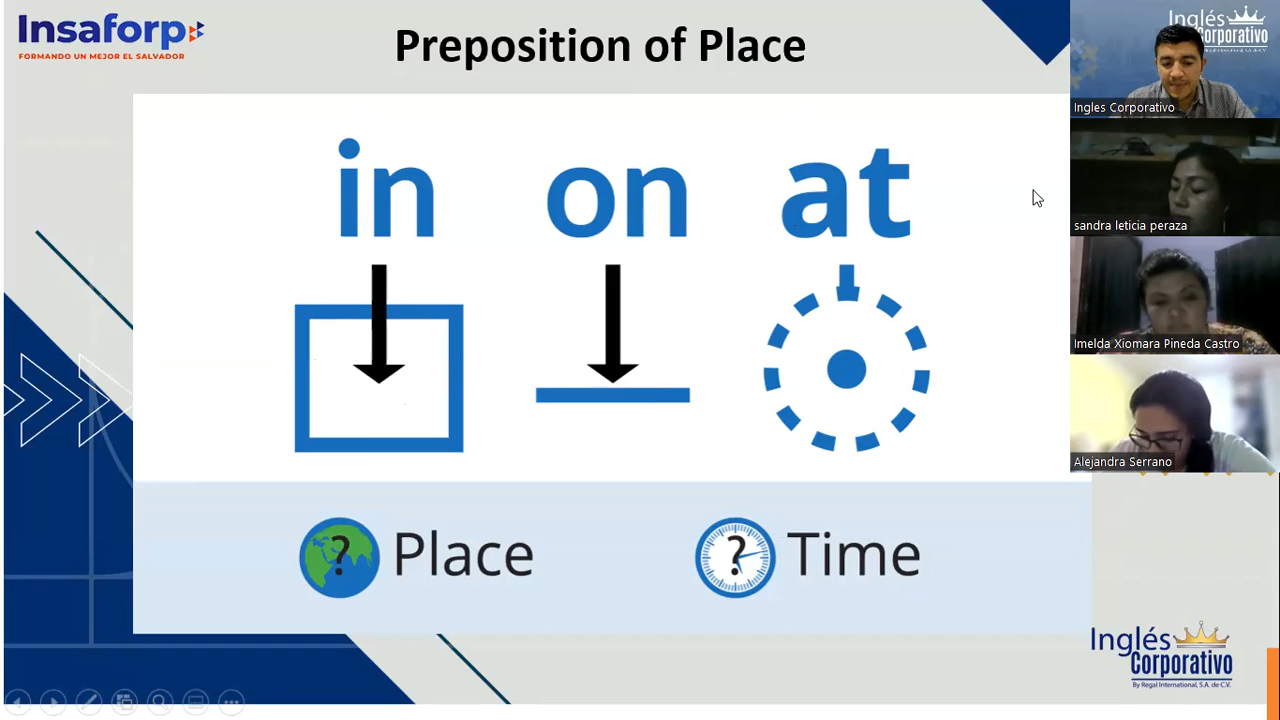 Insaforp
FORMANDO UN MEJOR EL SALVADOR
Preposition of Place
in on at
? Place ? Time
Inglés
Corporativo
By Regal International, S.A. de C.V.
Inglés
Corporativo
Ingles Corporativo
sandra leticia peraza
Imelda Xiomara Pineda Castro
Alejandra Serrano